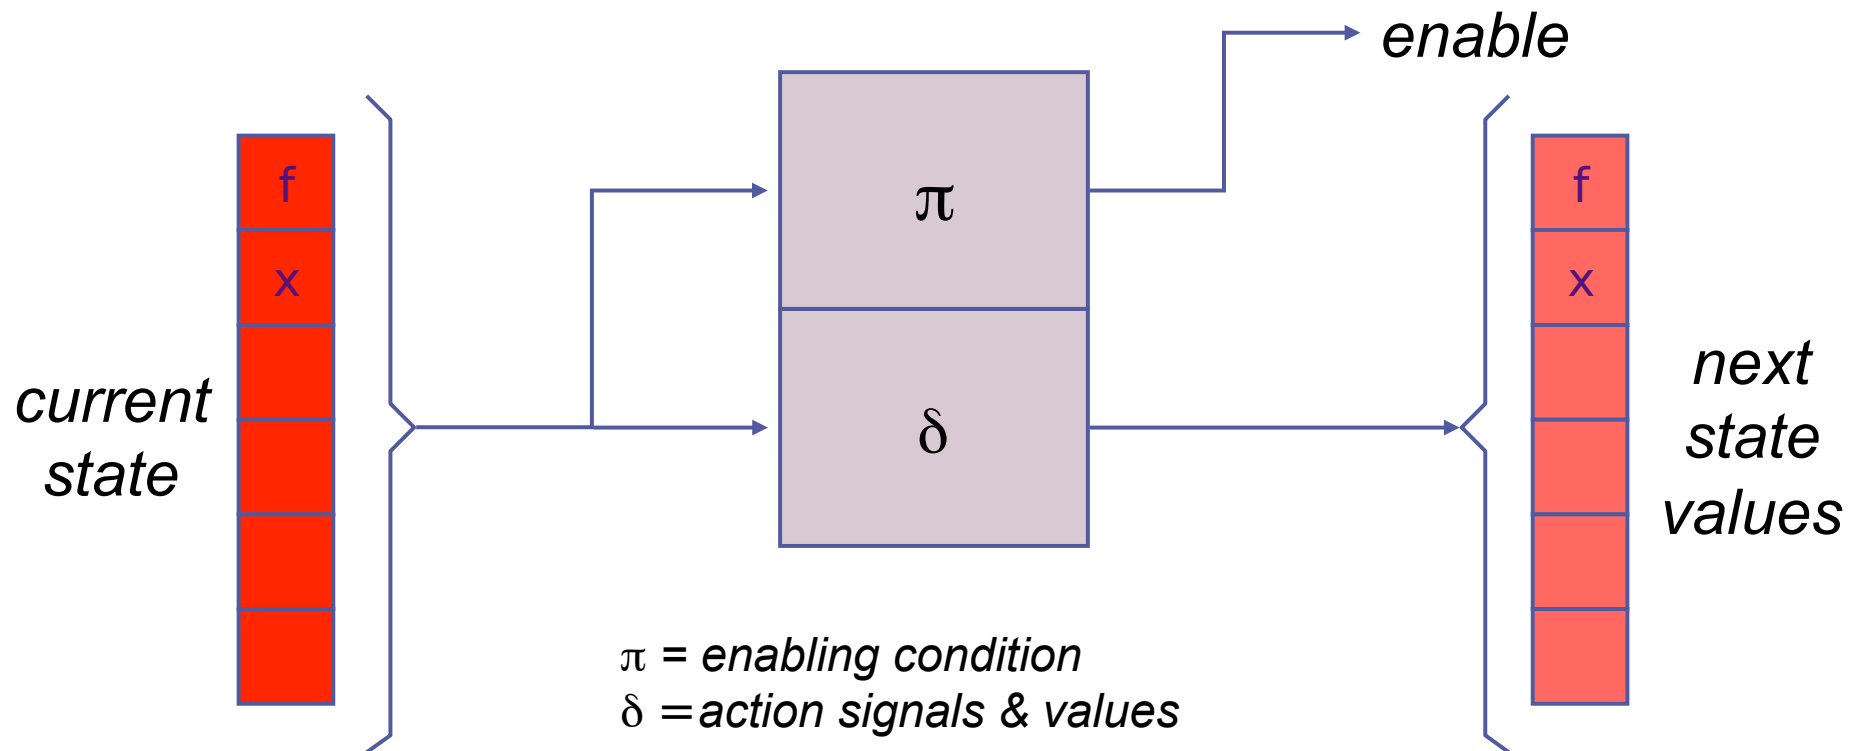 enable
f
x
current
state
π
δ
f
x
next
state
values
π = enabling condition
δ = action signals & values